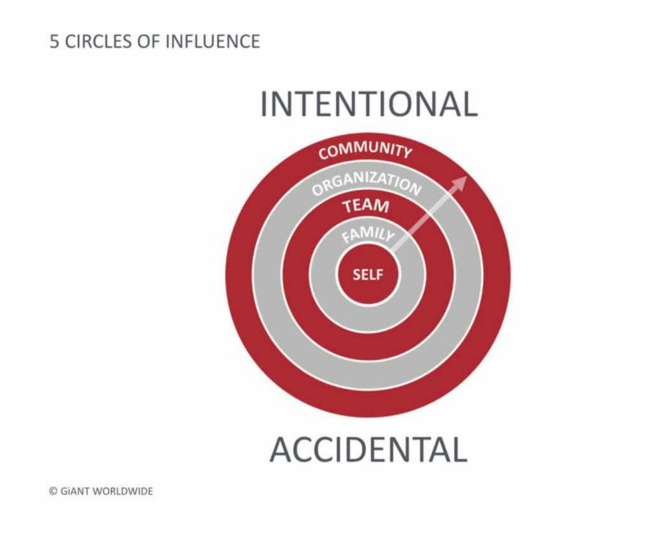 5 CIRCLES OF INFLUENCE
INTENTIONAL
COMMUNITY
ORGANIZATION
TEAM
FAMILY
SELF
ACCIDENTAL
© GiANT WORLDWIDE